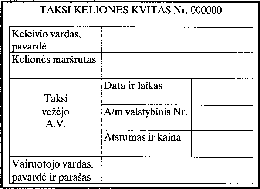 TAKSI KELIONĖS KVITAS Nr. 000000
Keleivio vardas,
pavardė
Kelionės maršrutas
Taksi
vežėjo
A.V.
Data ir laikas
A/m valstybinis Nr.
Atstumas ir kaina
Vairuotojo vardas,
pavardė ir parašas